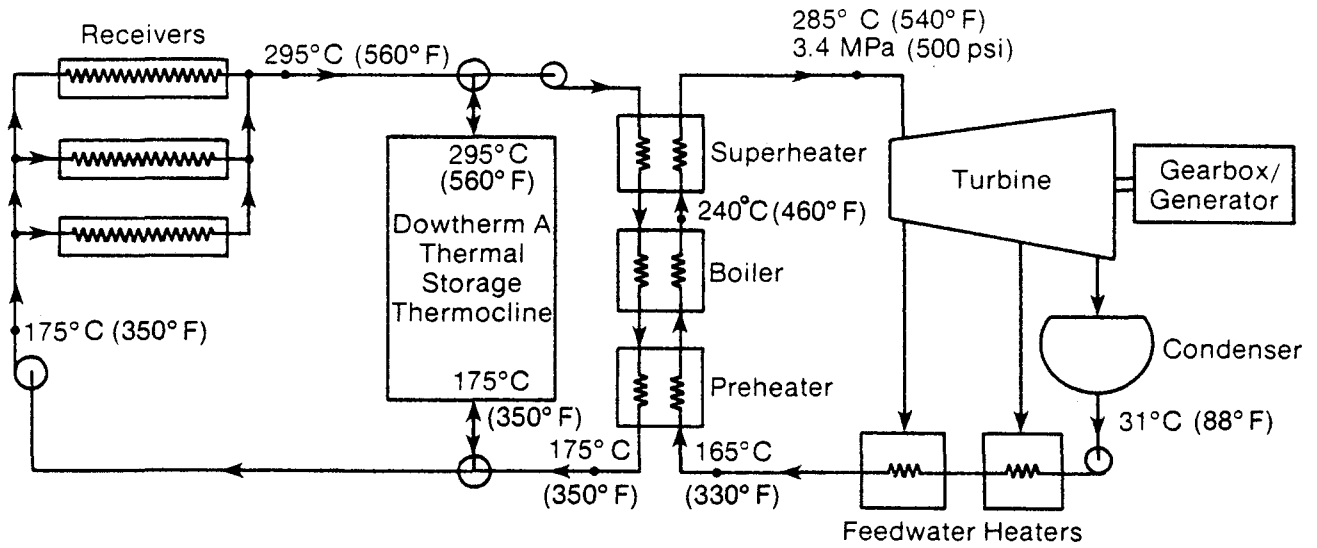 Receivers
295°C (560°F)
285° C (540°F)
3.4 MPa (500 psi)
295°C
(560°F)
Dowtherm A
Thermal
Storage
Thermocline
175°C
(350°F)
Superheater
240°C (460°F)
Boiler
Preheater
Turbine
Gearbox/
Generator
Condenser
175°C (350°F)
31°C (88°F)
175°C
(350°F)
165°C
(330°F)
Feedwater Heaters